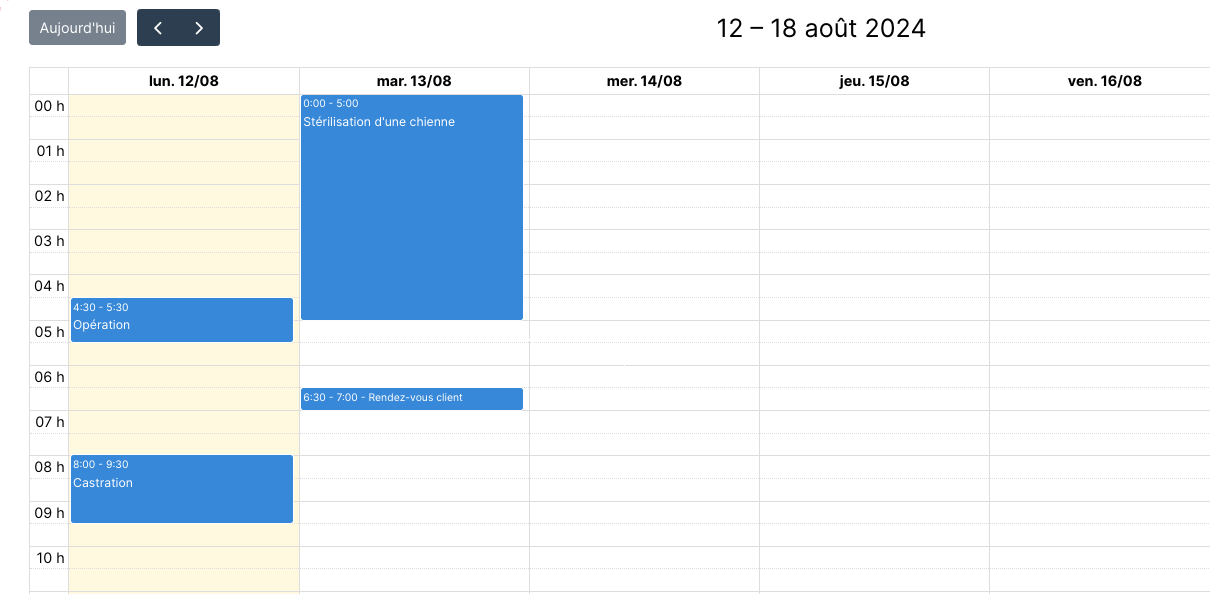 Aujourd'hui
12 – 18 août 2024
lun. 12/08 mar. 13/08 mer. 14/08 jeu. 15/08 ven. 16/08
00 h
0:00 - 5:00
Stérilisation d'une chienne
01 h
02 h
03 h
04 h
4:30 - 5:30
Opération
05 h
06 h
6:30 - 7:00 - Rendez-vous client
07 h
08 h
8:00 - 9:30
Castration
09 h
10 h